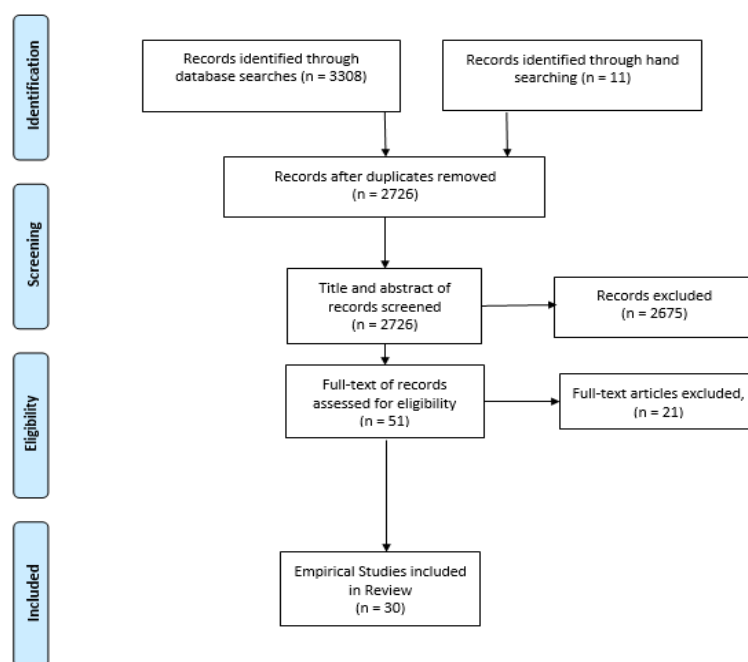 Identification
Records identified through
database searches (n = 3308)
Records identified through hand
searching (n = 11)
Records after duplicates removed
(n = 2726)
Screening
Title and abstract of
records screened
(n = 2726)
Records excluded
(n = 2675)
Eligibility
Full-text of records
assessed for eligibility
(n = 51)
Full-text articles excluded,
(n = 21)
Included
Empirical Studies included
in Review
(n = 30)